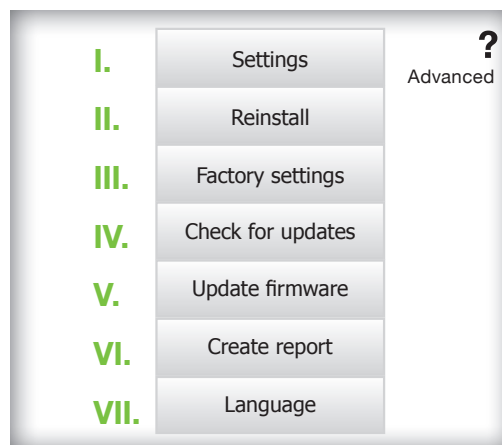 ?
Advanced
I. Settings
II. Reinstall
III. Factory settings
IV. Check for updates
V. Update firmware
VI. Create report
VII. Language